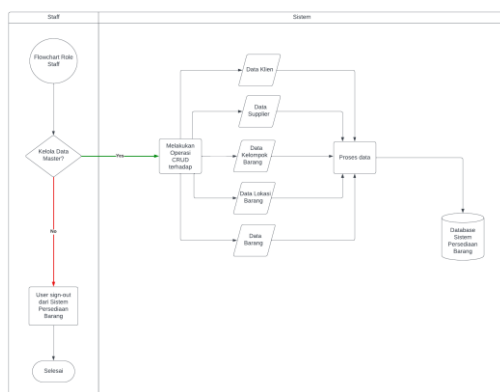 Staff
Sistem
Flowchart Role
Staff
Kelola Data
Master?
Yes
No
Melakukan
Operasi
CRUD
terhadap
Data Klien
Data
Supplier
Data
Kelompok
Barang
Data Lokasi
Barang
Data
Barang
Proses data
Database
Sistem
Persediaan
Barang
User sign-out
dari Sistem
Persediaan
Barang
Selesai